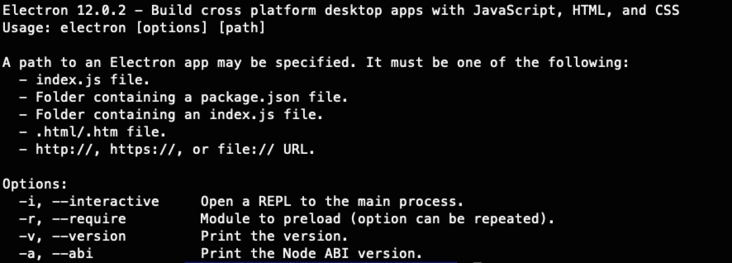 Electron 12.0.2 – Build cross platform desktop apps with JavaScript, HTML, and CSS
Usage: electron [options] [path]
A path to an Electron app may be specified. It must be one of the following:
– index.js file.
– Folder containing a package.json file.
– Folder containing an index.js file.
– .html/.htm file.
– http://, https://, or file:// URL.
Options:
-i, --interactive Open a REPL to the main process.
-r, --require Module to preload (option can be repeated).
-v, --version Print the version.
-a, --abi Print the Node ABI version.